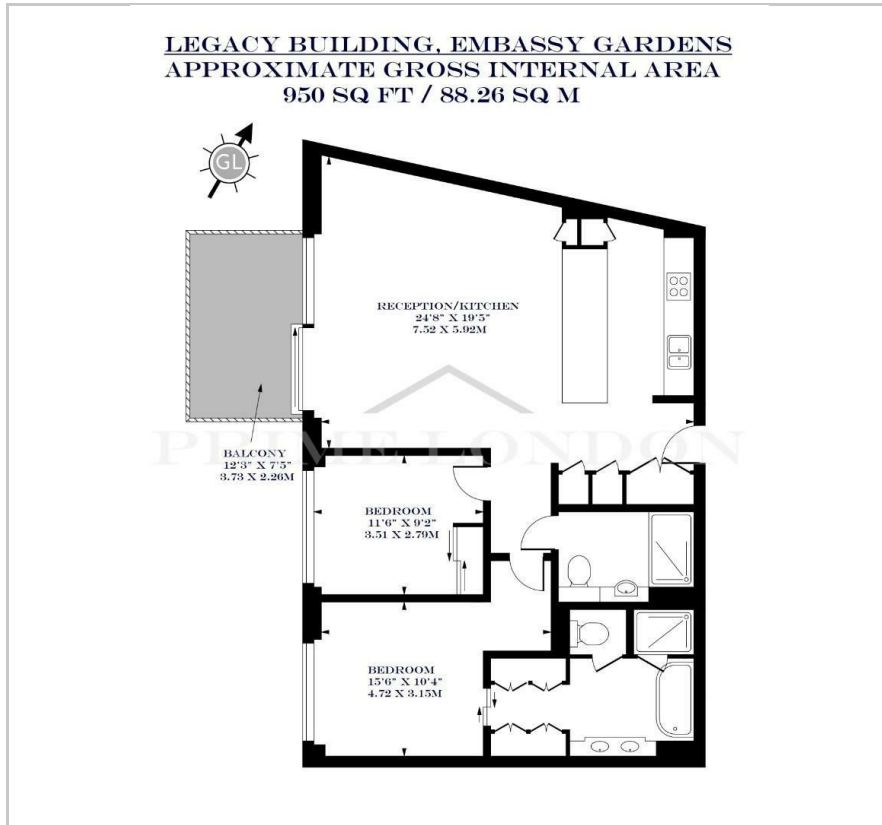 LEGACY BUILDING, EMBASSY GARDENS
APPROXIMATE GROSS INTERNAL AREA
950 SQ FT / 88.26 SQ M
GL
RECEPTION/KITCHEN
24'8" X 19'5"
7.52 X 5.92M
PRIME LONDON
BALCONY
12'3" X 7'5"
3.73 X 2.26M
BEDROOM
11'6" X 9'2"
3.51 X 2.79M
BEDROOM
15'6" X 10'4"
4.72 X 3.15M